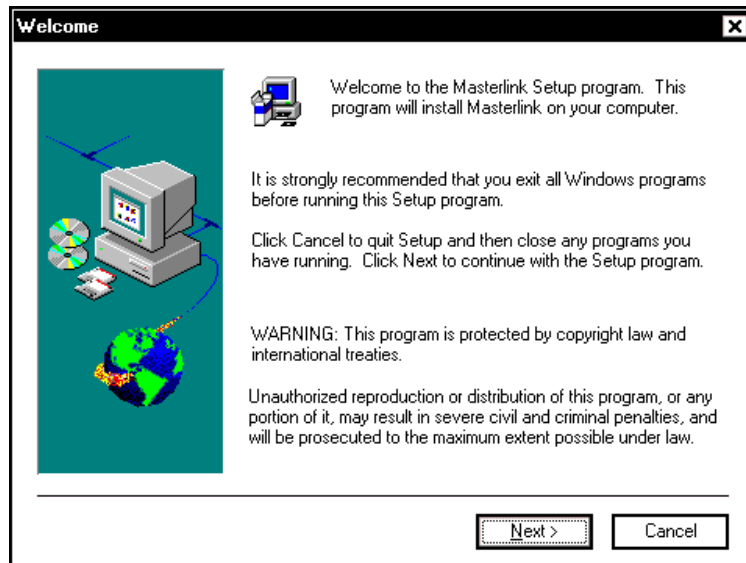 Welcome
Welcome to the Masterlink Setup program. This
program will install Masterlink on your computer.
It is strongly recommended that you exit all Windows programs
before running this Setup program.
Click Cancel to quit Setup and then close any programs you
have running. Click Next to continue with the Setup program.
WARNING: This program is protected by copyright law and
international treaties.
Unauthorized reproduction or distribution of this program, or any
portion of it, may result in severe civil and criminal penalties, and
will be prosecuted to the maximum extent possible under law.
Next >
Cancel